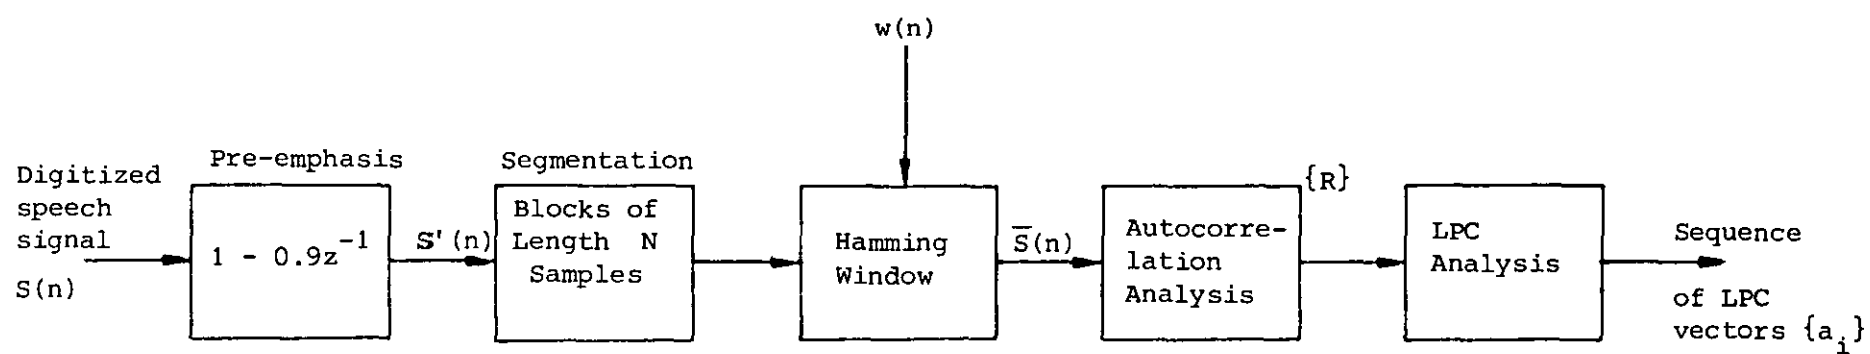 w(n)
Pre-emphasis
Segmentation
Digitized
speech
signal
S(n)
1 - 0.9z^-1
S'(n)
Blocks of
Length N
Samples
Hamming
Window
S̅(n)
Autocorre-
lation
Analysis
{R}
LPC
Analysis
Sequence
of LPC
vectors {a_i}